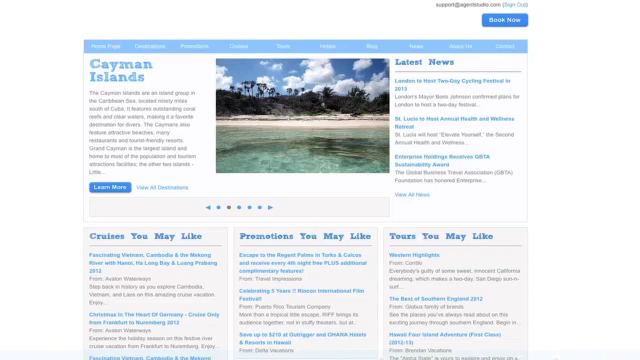 support@agentstudio.com (Sign Out)
Book Now
Home Page Destinations Promotions Cruises Tours Hotels Blog News About Us Contact
Cayman
Islands
The Cayman Islands are an island group in
the Caribbean Sea, located ninety miles
south of Cuba. It features outstanding coral
reefs and clear waters, making it a favorite
destination for divers. The Caymans also
feature attractive beaches, many
restaurants and tourist-friendly resorts.
Grand Cayman is the largest island and
home to most of the population and tourism
attractions facilities; the other two islands -
Little...
Learn More View All Destinations
Latest News
London to Host Two-Day Cycling Festival in
2013
London's Mayor Boris Johnson confirmed plans for
London to host a two-day festival...
St. Lucia to Host Annual Health and Wellness
Retreat
St. Lucia will host "Elevate Yourself," the Second
Annual Health and Wellness...
Enterprise Holdings Receives GBTA
Sustainability Award
The Global Business Travel Association (GBTA)
Foundation has honored Enterprise...
View All News
Cruises You May Like
Fascinating Vietnam, Cambodia & the Mekong
River with Hanoi, Ha Long Bay & Luang Prabang
2012
From: Avalon Waterways
Step back in history as you explore Cambodia,
Vietnam, and Laos on this amazing cruise vacation.
Enjoy...
Christmas In The Heart Of Germany - Cruise Only
from Frankfurt to Nuremberg 2012
From: Avalon Waterways
Experience the holiday season on this festive river
cruise vacation from Frankfurt to Nuremberg...
Fascinating Vietnam, Cambodia & the Mekong
Promotions You May Like
Escape to the Regent Palms in Turks & Caicos
and receive every 4th night free PLUS additional
complimentary features!
From: Travel Impressions
Celebrating 5 Years !! Rincon International Film
Festival!
From: Puerto Rico Tourism Company
More than a tropical little escape, RIFF brings its
audience together, not in stuffy theaters, but at...
Save up to $210 at Outrigger and OHANA Hotels
& Resorts in Hawaii
From: Delta Vacations
Tours You May Like
Western Highlights
From: Contiki
Everybody's guilty of some sweet, innocent California
dreaming, which makes a two-day, San Diego sun-n-
surf...
The Best of Southern England 2012
From: Globus family of brands
See the places you've always read about on this
exciting journey through southern England. Begin in...
Hawaii Four Island Adventure (First Class)
(2012-13)
From: Brendan Vacations
The "Aloha State" is yours to explore and enjoy on a